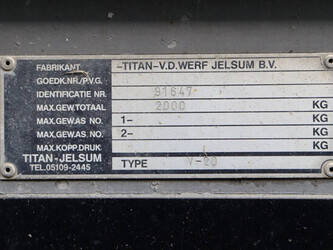 FABRIKANT -TITAN-V.D.WERF JELSUM B.V.
GOEDK.NR./P.V.G.
IDENTIFICATIE NR. 91647
MAX.GEW.TOTAAL 2000 KG
MAX.GEW.AS NO. 1- KG
MAX.GEW.AS NO. 2- KG
MAX.KOPP.DRUK KG
TITAN-JELSUM TYPE V-20
TEL.05109-2445